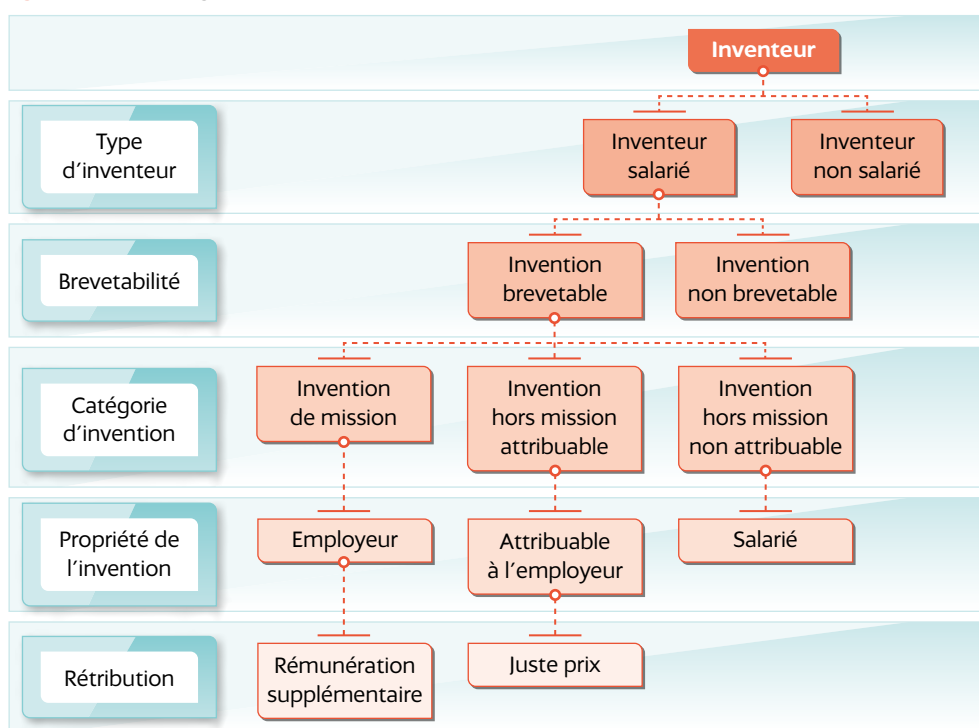 Inventeur
Type
d'inventeur
Inventeur
salarié
Inventeur
non salarié
Brevetabilité
Invention
brevetable
Invention
non brevetable
Catégorie
d'invention
Invention
de mission
Invention
hors mission
attribuable
Invention
hors mission
non attribuable
Propriété de
l'invention
Employeur
Attribuable
à l'employeur
Salarié
Rétribution
Rémunération
supplémentaire
Juste prix